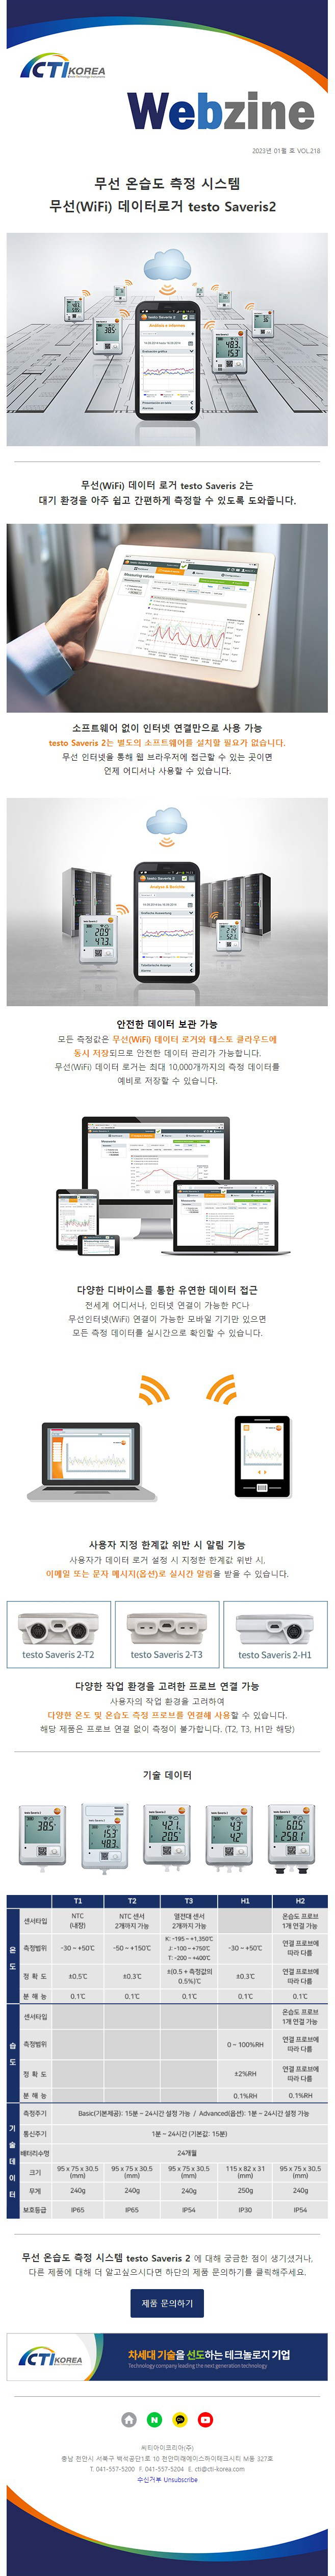 CTI KOREA
Webzine
2023년 01월 호 VOL.218
무선 온습도 측정 시스템
무선(WiFi) 데이터로거 testo Saveris2
무선(WiFi) 데이터 로거 testo Saveris 2는
대기 환경을 아주 쉽고 간편하게 측정할 수 있도록 도와줍니다.
소프트웨어 없이 인터넷 연결만으로 사용 가능
testo Saveris 2는 별도의 소프트웨어를 설치할 필요가 없습니다.
무선 인터넷을 통해 웹 브라우저에 접근할 수 있는 곳이면
언제 어디서나 사용할 수 있습니다.
안전한 데이터 보관 가능
모든 측정값은 무선(WiFi) 데이터 로거와 테스토 클라우드에
동시 저장되므로 안전한 데이터 관리가 가능합니다.
무선(WiFi) 데이터 로거는 최대 10,000개까지의 측정 데이터를
예비로 저장할 수 있습니다.
다양한 디바이스를 통한 유연한 데이터 접근
전세계 어디서나, 인터넷 연결이 가능한 PC나
무선인터넷(WiFi) 연결이 가능한 모바일 기기만 있으면
모든 측정 데이터를 실시간으로 확인할 수 있습니다.
사용자 지정 한계값 위반 시 알림 기능
사용자가 데이터 로거 설정 시 지정한 한계값 위반 시,
이메일 또는 문자 메시지(옵션)로 실시간 알림을 받을 수 있습니다.
testo Saveris 2-T2 testo Saveris 2-T3 testo Saveris 2-H1
다양한 작업 환경을 고려한 프로브 연결 가능
사용자의 작업 환경을 고려하여
다양한 온도 및 온습도 측정 프로브를 연결해 사용할 수 있습니다.
해당 제품은 프로브 연결 없이 측정이 불가합니다. (T2, T3, H1만 해당)
기술 데이터
T1 T2 T3 H1 H2
온도
센서타입 NTC (내장) NTC 센서 2개까지 가능 열전대 센서 2개까지 가능 온습도 프로브 1개 연결 가능
측정범위 -30 ~ +50℃ -50 ~ +150℃ K: -195 ~ +1,350℃ J: -100 ~ +750℃ T: -200 ~ +400℃ -30 ~ +50℃ 연결 프로브에 따라 다름
정 확 도 ±0.5℃ ±0.3℃ ±(0.5 + 측정값의 0.5%)℃ ±0.3℃ 연결 프로브에 따라 다름
분 해 능 0.1℃ 0.1℃ 0.1℃ 0.1℃ 0.1℃
습도
센서타입 온습도 프로브 1개 연결 가능
측정범위 0 ~ 100%RH 연결 프로브에 따라 다름
정 확 도 ±2%RH 연결 프로브에 따라 다름
분 해 능 0.1%RH 0.1%RH
기술데이터
측정주기 Basic(기본제공): 15분 ~ 24시간 설정 가능 / Advanced(옵션): 1분 ~ 24시간 설정 가능
통신주기 1분 ~ 24시간 (기본값: 15분)
배터리수명 24개월
크기 95 x 75 x 30.5 (mm) 95 x 75 x 30.5 (mm) 95 x 75 x 30.5 (mm) 115 x 82 x 31 (mm) 95 x 75 x 30.5 (mm)
무게 240g 240g 240g 250g 240g
보호등급 IP65 IP65 IP54 IP30 IP54
무선 온습도 측정 시스템 testo Saveris 2 에 대해 궁금한 점이 생기셨거나,
다른 제품에 대해 더 알고싶으시다면 하단의 제품 문의하기를 클릭해주세요.
제품 문의하기
CTI KOREA
차세대 기술을 선도하는 테크놀로지 기업
Technology company leading the next generation technology
씨티아이코리아(주)
충남 천안시 서북구 백석공단1로 10 천안미래에이스하이테크시티 M동 327호
T. 041-557-5200 F. 041-557-5204 E. cti@cti-korea.com
수신거부 Unsubscribe